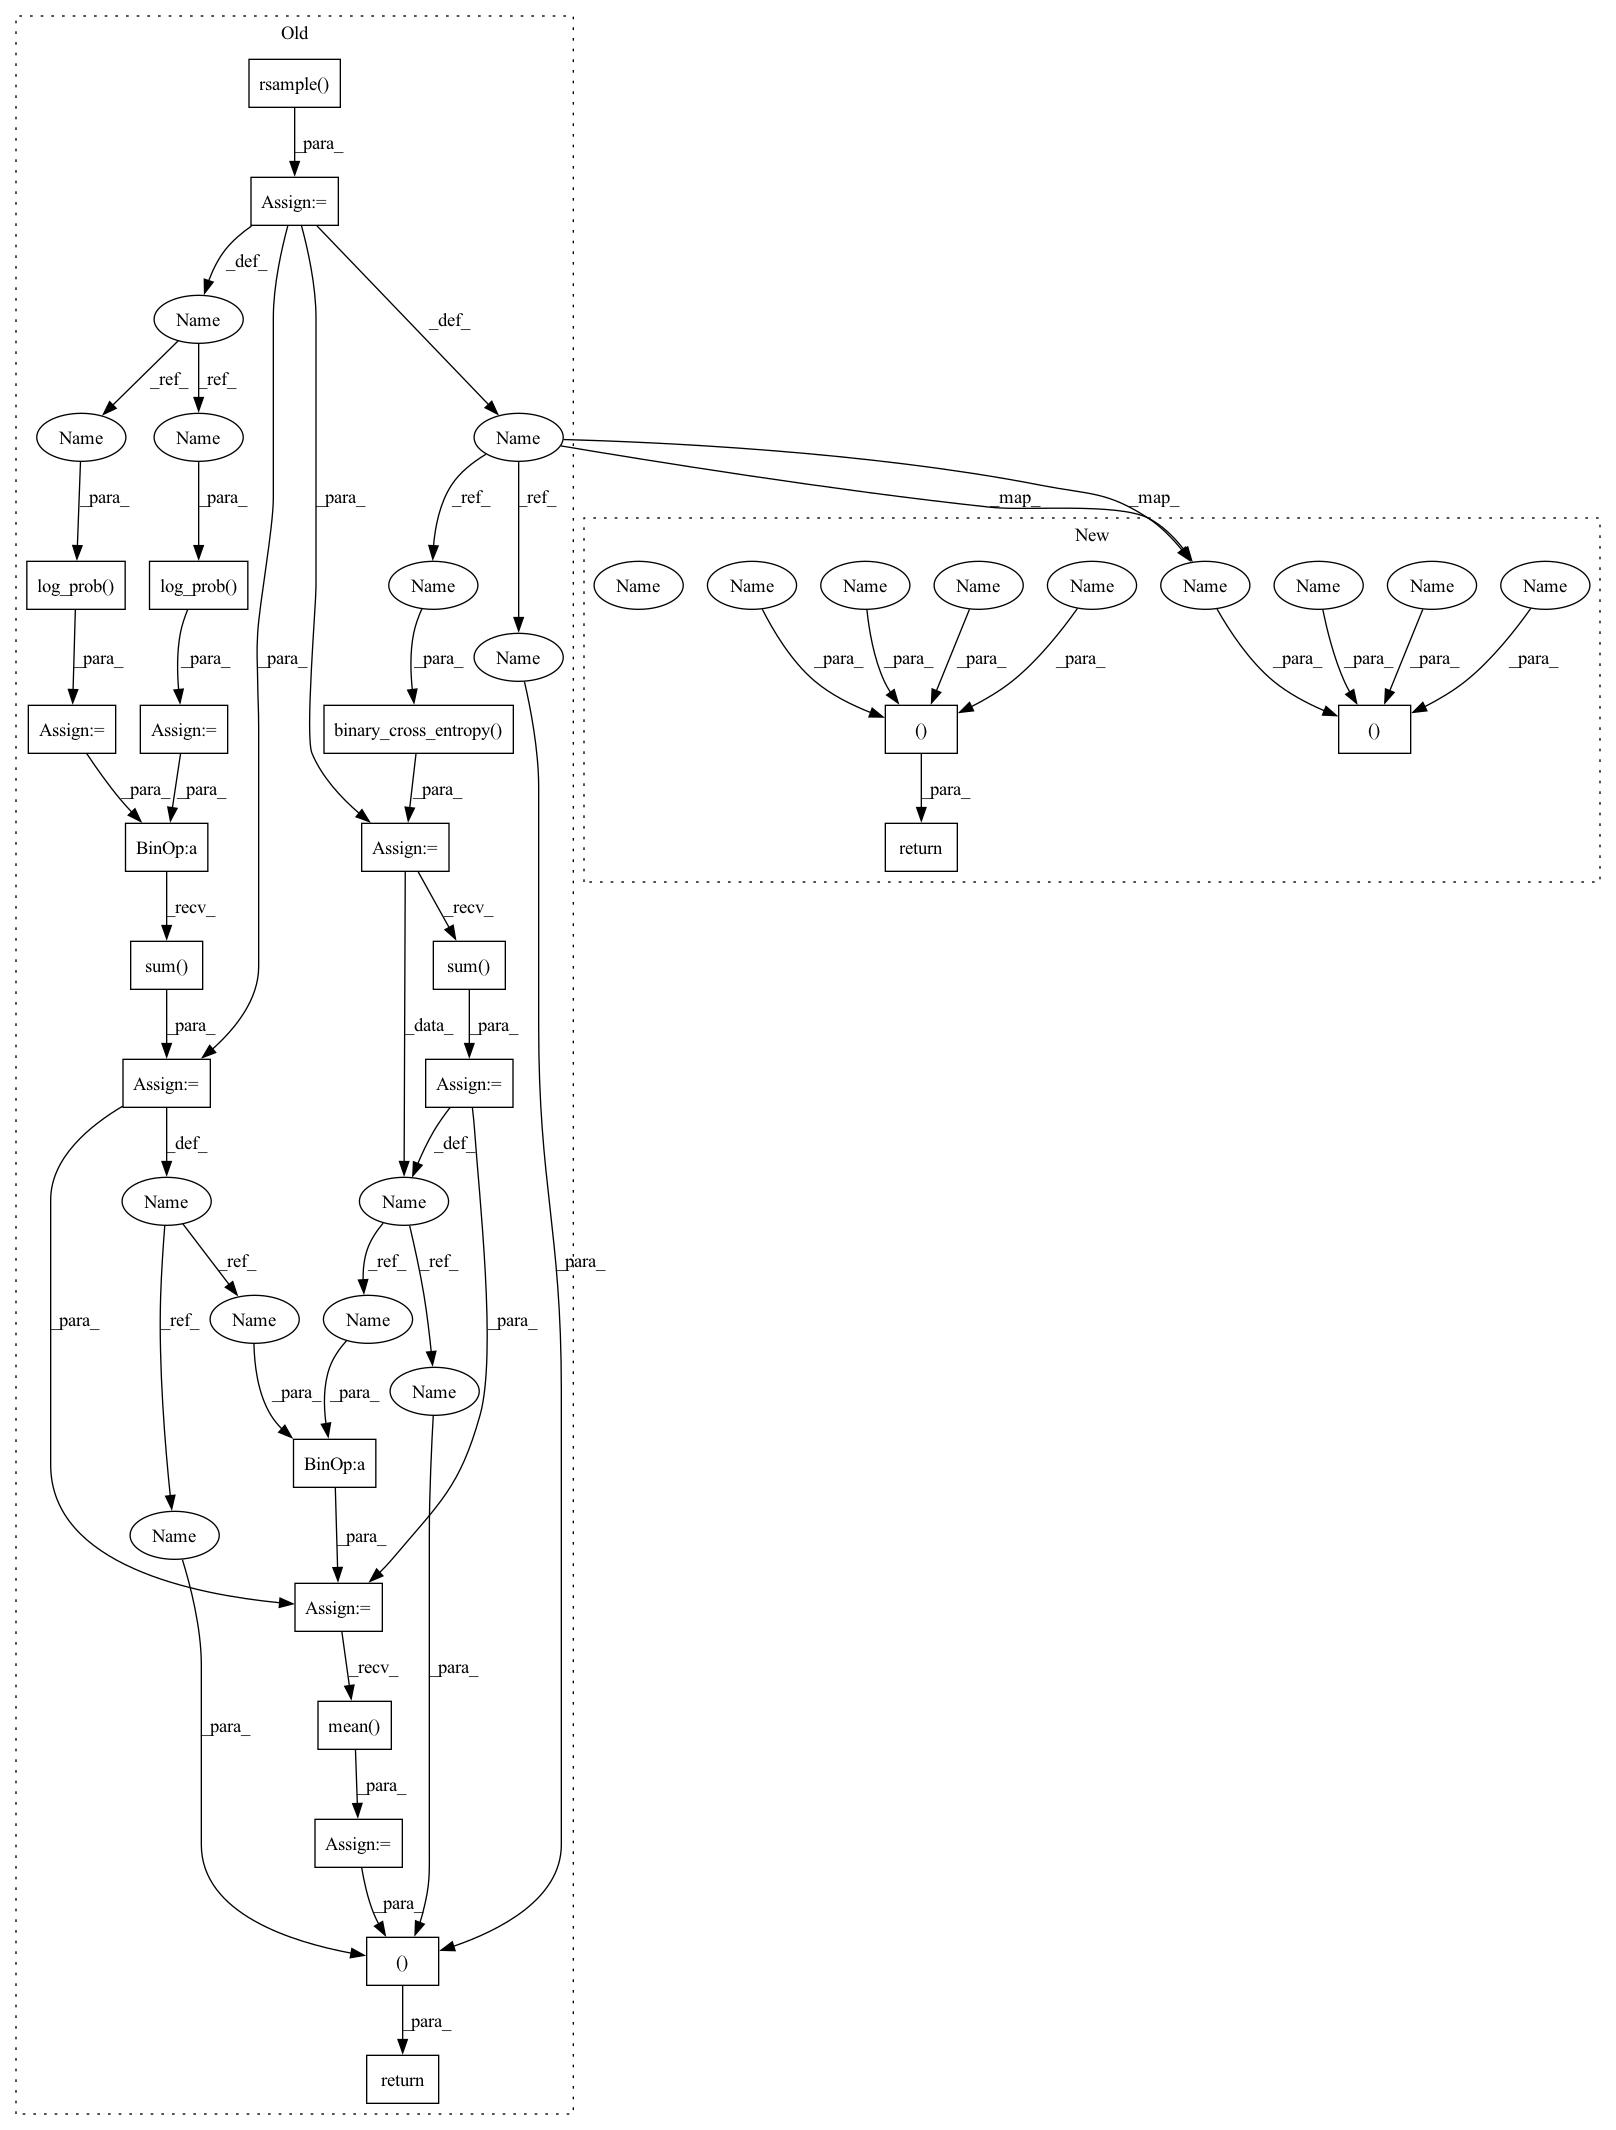 Old
rsample()
_para_
Assign:=
_def_
Name
_def_
_ref_
_ref_
Name
Name
Name
_para_
_para_
_para_
_para_
_ref_
_ref_
_map_
_map_
New
log_prob()
log_prob()
Name
Name
Name
Name
Name
Name
Name
Name
Name
Name
_para_
_para_
_para_
Name
_para_
_para_
_para_
_para_
_para_
_para_
_para_
_para_
Assign:=
Assign:=
binary_cross_entropy()
()
()
_para_
_para_
_para_
_para_
BinOp:a
Assign:=
return
_recv_
_recv_
sum()
sum()
_para_
_data_
_para_
Assign:=
Assign:=
_def_
_def_
Name
Name
_ref_
_ref_
_ref_
_para_
_para_
_ref_
Name
Name
_para_
Name
_para_
_para_
BinOp:a
Name
_para_
Assign:=
_recv_
_para_
mean()
_para_
_para_
Assign:=
_para_
()
_para_
return